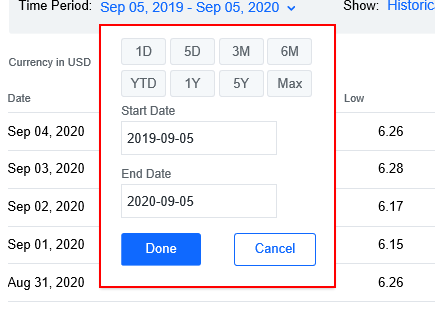 Time Period: Sep 05, 2019 - Sep 05, 2020 Show: Historica
Currency in USD
1D 5D 3M 6M
YTD 1Y 5Y Max
Date Low
Start Date
2019-09-05
End Date
2020-09-05
Done Cancel
Sep 04, 2020 6.26
Sep 03, 2020 6.28
Sep 02, 2020 6.17
Sep 01, 2020 6.15
Aug 31, 2020 6.26